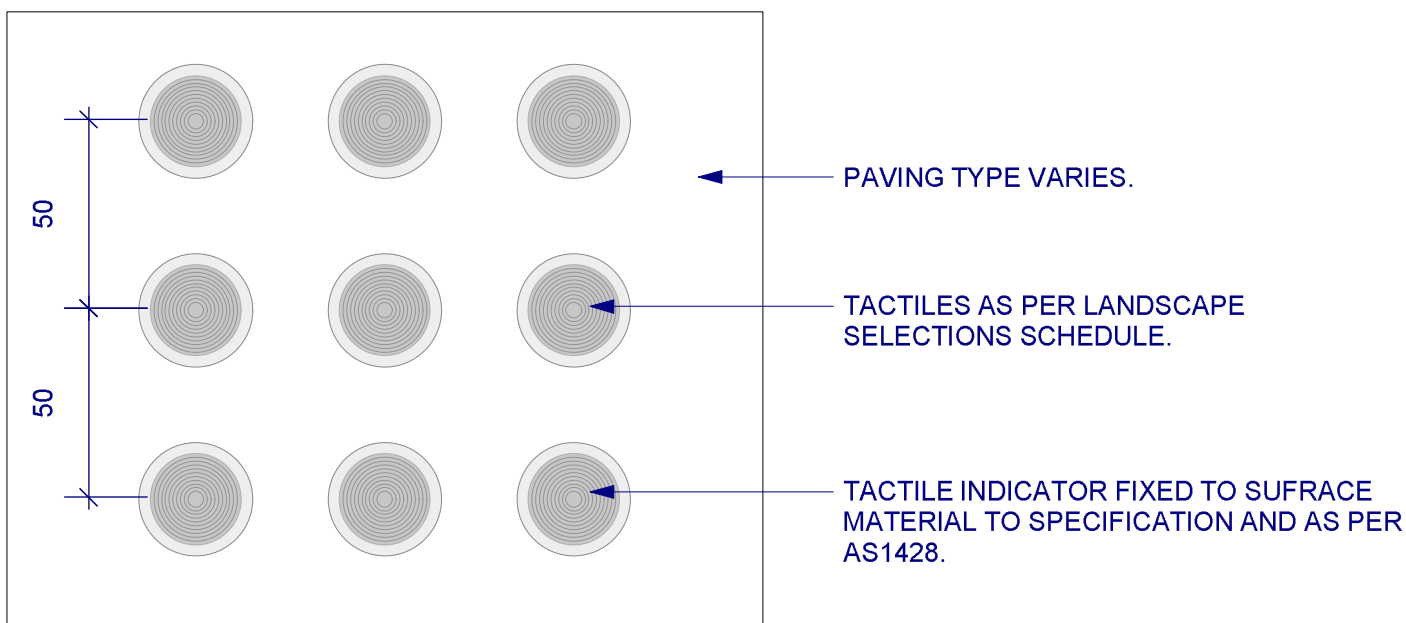 50
50
PAVING TYPE VARIES.
TACTILES AS PER LANDSCAPE
SELECTIONS SCHEDULE.
TACTILE INDICATOR FIXED TO SUFRACE
MATERIAL TO SPECIFICATION AND AS PER
AS1428.